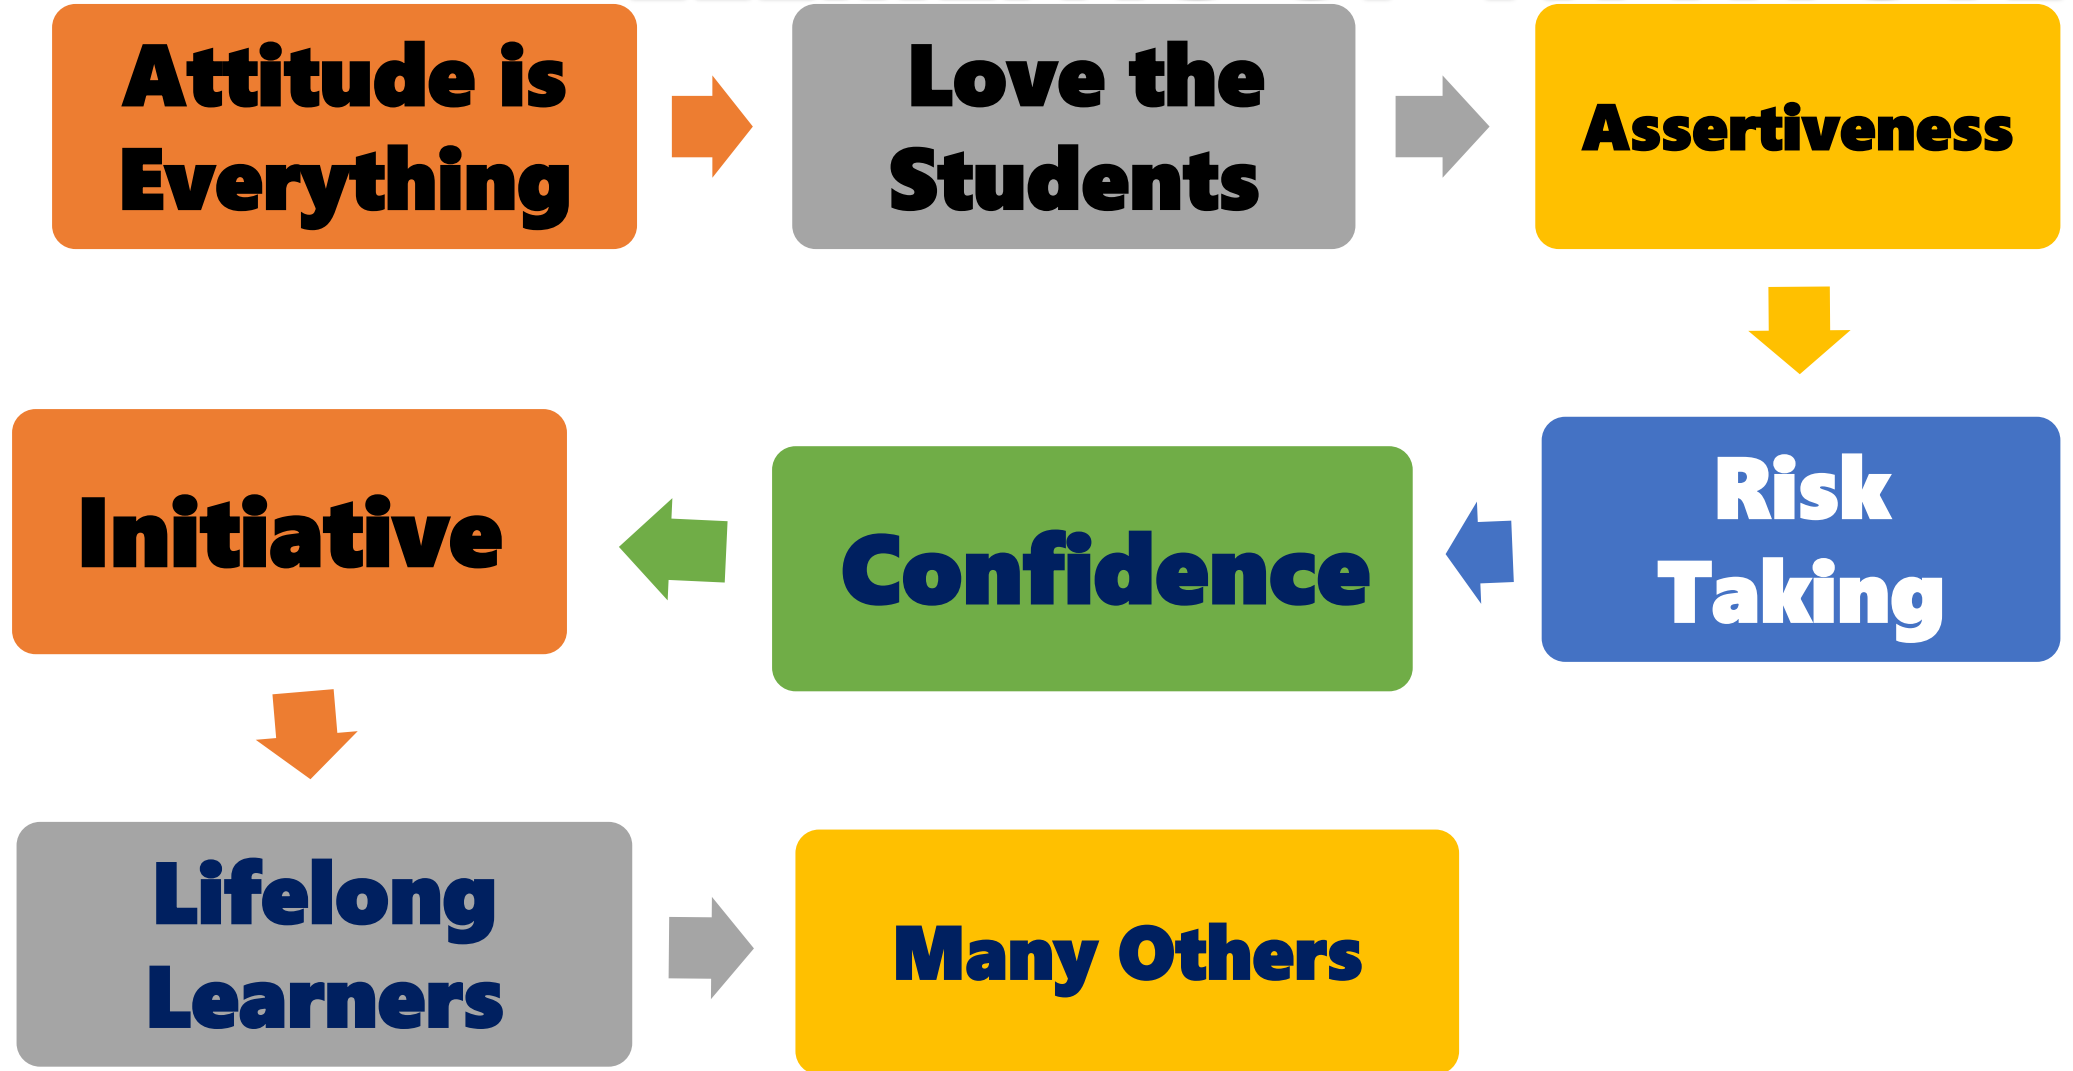 Attitude is
Everything
Love the
Students
Assertiveness
Risk
Taking
Confidence
Initiative
Lifelong
Learners
Many Others